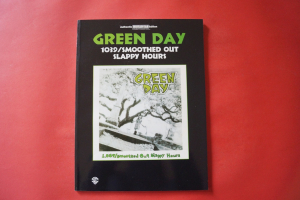 GREEN DAY
1039/SMOOTHED OUT
SLAPPY HOURS
GREEN
DAY
1,039/Smoothed Out Slappy Hours